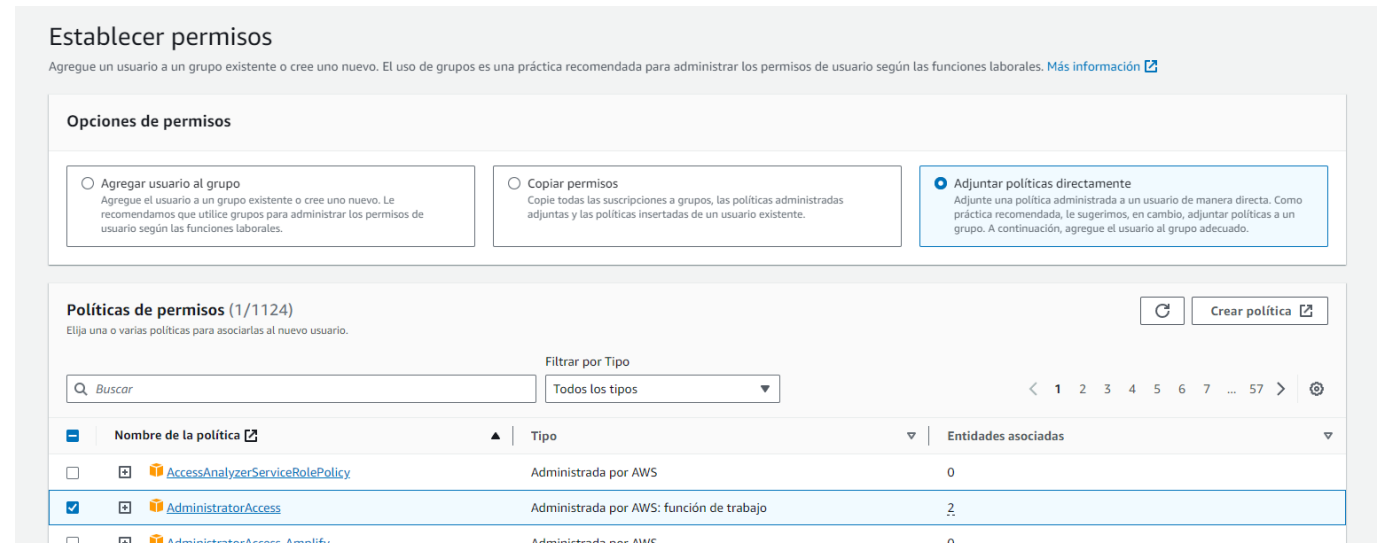 Establecer permisos
Agregue un usuario a un grupo existente o cree uno nuevo. El uso de grupos es una práctica recomendada para administrar los permisos de usuario según las funciones laborales. Más información
Opciones de permisos
Agregar usuario al grupo
Agregue el usuario a un grupo existente o cree uno nuevo. Le
recomendamos que utilice grupos para administrar los permisos de
usuario según las funciones laborales.
Copiar permisos
Copie todas las suscripciones a grupos, las políticas administradas
adjuntas y las políticas insertadas de un usuario existente.
Adjuntar políticas directamente
Adjunte una política administrada a un usuario de manera directa. Como
práctica recomendada, le sugerimos, en cambio, adjuntar políticas a un
grupo. A continuación, agregue el usuario al grupo adecuado.
Políticas de permisos (1/1124)
Elija una o varias políticas para asociarlas al nuevo usuario.
Crear política
Filtrar por Tipo
Buscar
Todos los tipos
1 2 3 4 5 6 7 ... 57
Nombre de la política Tipo Entidades asociadas
AccessAnalyzerServiceRolePolicy Administrada por AWS 0
AdministratorAccess Administrada por AWS: función de trabajo 2
AdministratorAccess-Amplify Administrada por AWS 0